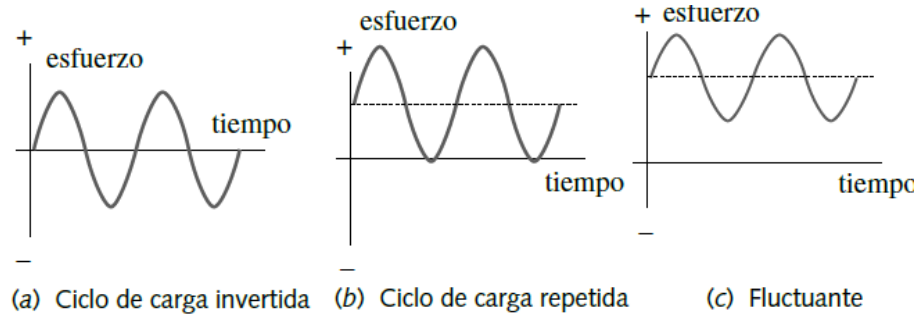 +
esfuerzo
tiempo
−
(a) Ciclo de carga invertida
esfuerzo
+
tiempo
−
(b) Ciclo de carga repetida
+ esfuerzo
tiempo
−
(c) Fluctuante